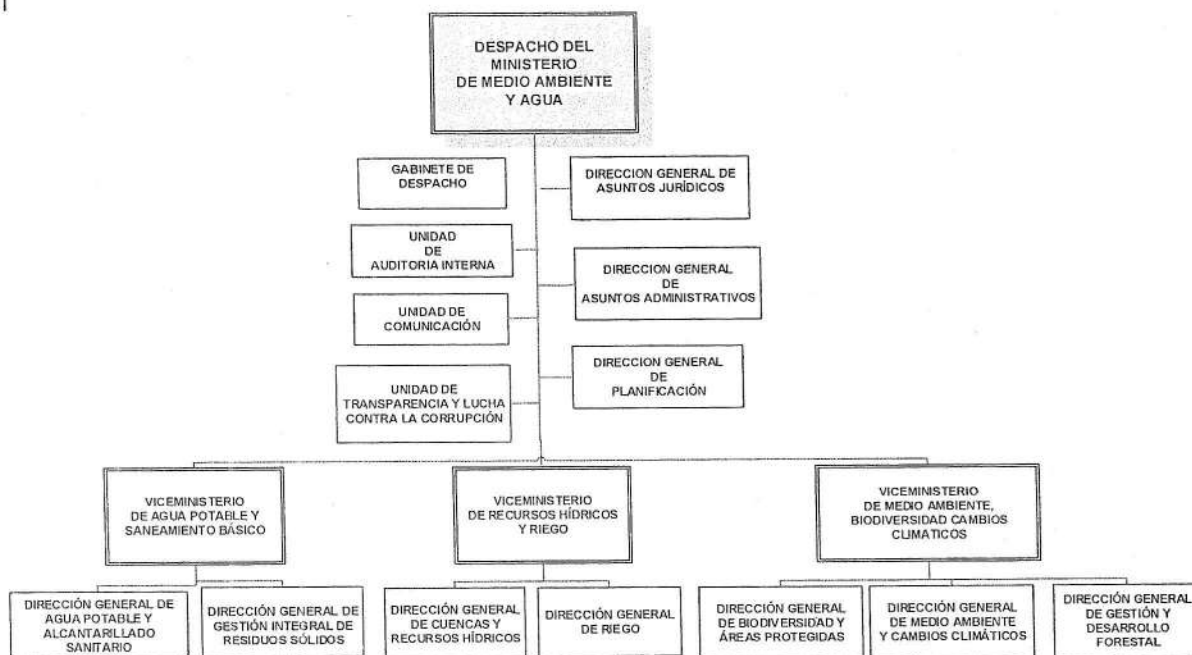 DESPACHO DEL
MINISTERIO
DE MEDIO AMBIENTE
Y AGUA
GABINETE DE
DESPACHO
DIRECCION GENERAL DE
ASUNTOS JURÍDICOS
UNIDAD
DE
AUDITORIA INTERNA
DIRECCION GENERAL
DE
ASUNTOS ADMINISTRATIVOS
UNIDAD DE
COMUNICACIÓN
DIRECCION GENERAL
DE
PLANIFICACIÓN
UNIDAD DE
TRANSPARENCIA Y LUCHA
CONTRA LA CORRUPCIÓN
VICEMINISTERIO
DE AGUA POTABLE Y
SANEAMIENTO BÁSICO
VICEMINISTERIO
DE RECURSOS HÍDRICOS
Y RIEGO
VICEMINISTERIO
DE MEDIO AMBIENTE,
BIODIVERSIDAD CAMBIOS
CLIMATICOS
DIRECCIÓN GENERAL DE
AGUA POTABLE Y
ALCANTARILLADO
SANITARIO
DIRECCIÓN GENERAL DE
GESTIÓN INTEGRAL DE
RESIDUOS SÓLIDOS
DIRECCIÓN GENERAL
DE CUENCAS Y
RECURSOS HÍDRICOS
DIRECCIÓN GENERAL
DE RIEGO
DIRECCIÓN GENERAL
DE BIODIVERSIDAD Y
ÁREAS PROTEGIDAS
DIRECCIÓN GENERAL
DE MEDIO AMBIENTE
Y CAMBIOS CLIMÁTICOS
DIRECCIÓN GENERAL
DE GESTIÓN Y
DESARROLLO
FORESTAL